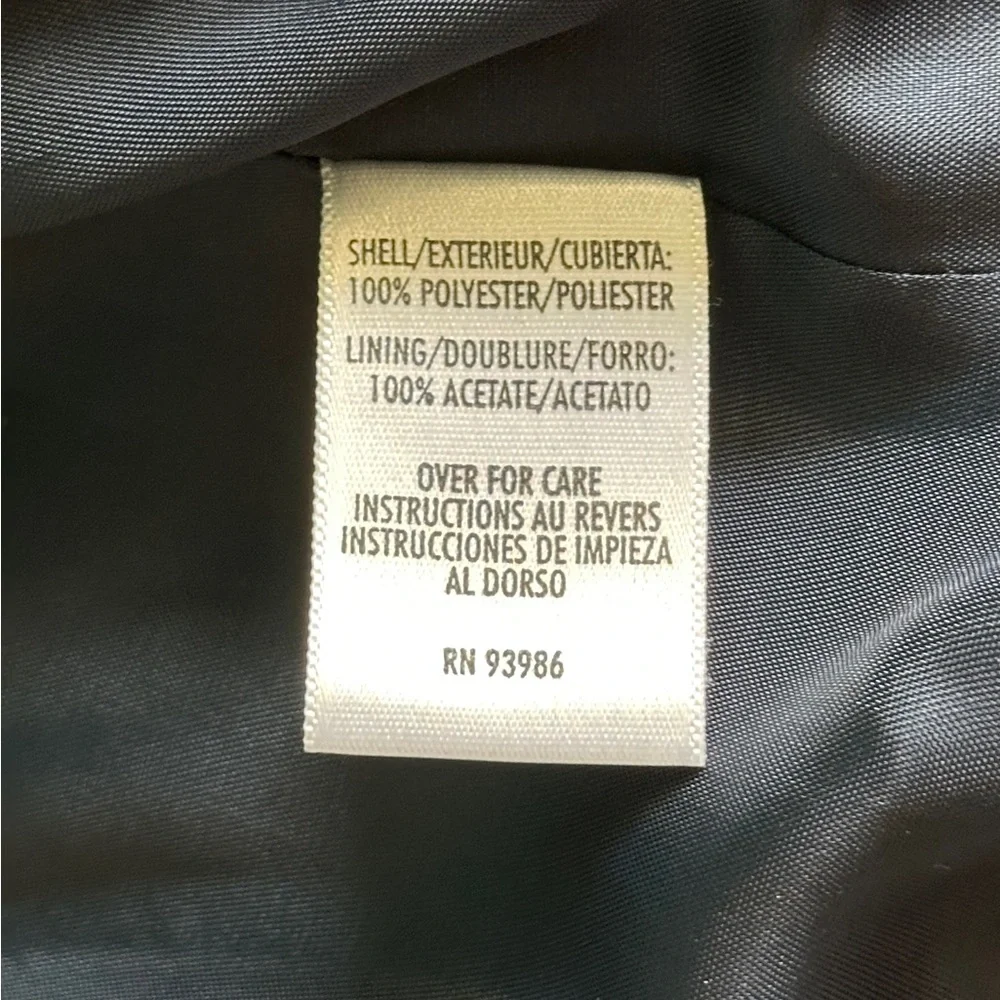 SHELL/EXTERIEUR/CUBIERTA:
100% POLYESTER/POLIESTER
LINING/DOUBLURE/FORRO:
100% ACETATE/ACETATO
OVER FOR CARE
INSTRUCTIONS AU REVERS
INSTRUCCIONES DE IMPIEZA
AL DORSO
RN 93986